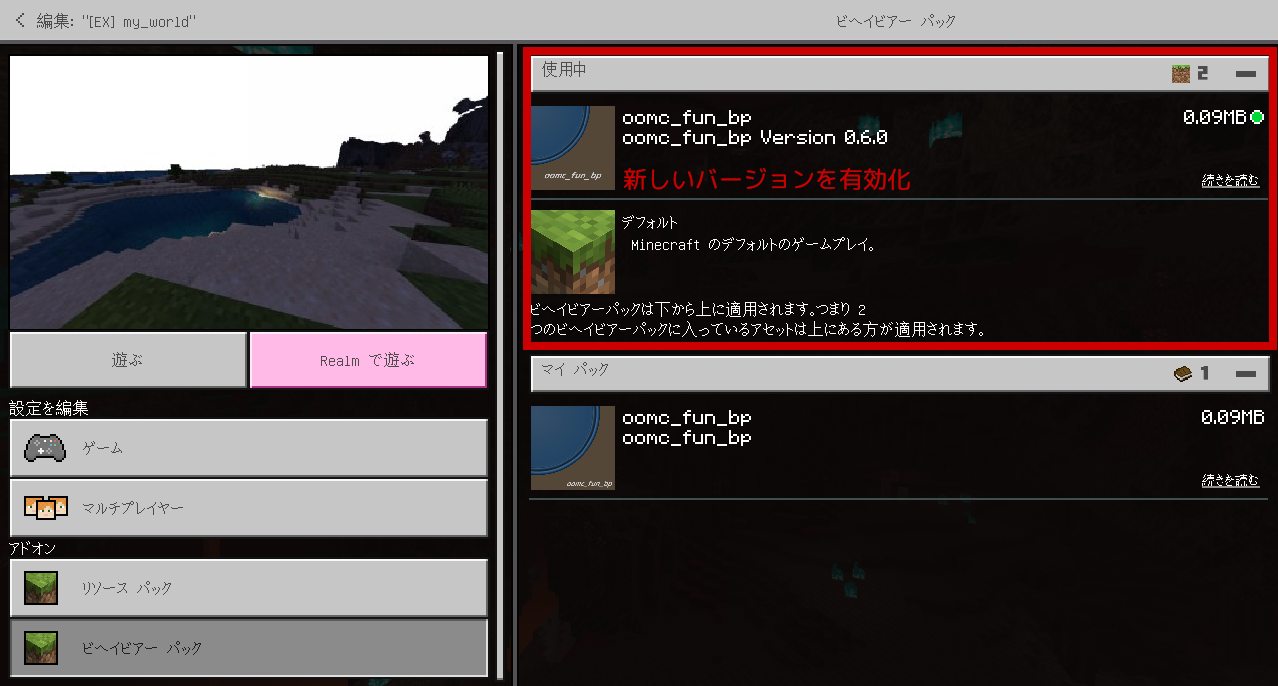 編集: "[EX] my_world"
ビヘイビアー パック
遊ぶ
Realm で遊ぶ
設定を編集
ゲーム
マルチプレイヤー
アドオン
リソース パック
ビヘイビアー パック
使用中
2
oomc_fun_bp
oomc_fun_bp
0.09MB
oomc_fun_bp Version 0.6.0
新しいバージョンを有効化
続きを読む
デフォルト
Minecraft のデフォルトのゲームプレイ。
ビヘイビアーパックは下から上に適用されます。つまり 2
つのビヘイビアーパックに入っているアセットは上にある方が適用されます。
マイ パック
1
oomc_fun_bp
oomc_fun_bp
0.09MB
oomc_fun_bp
続きを読む